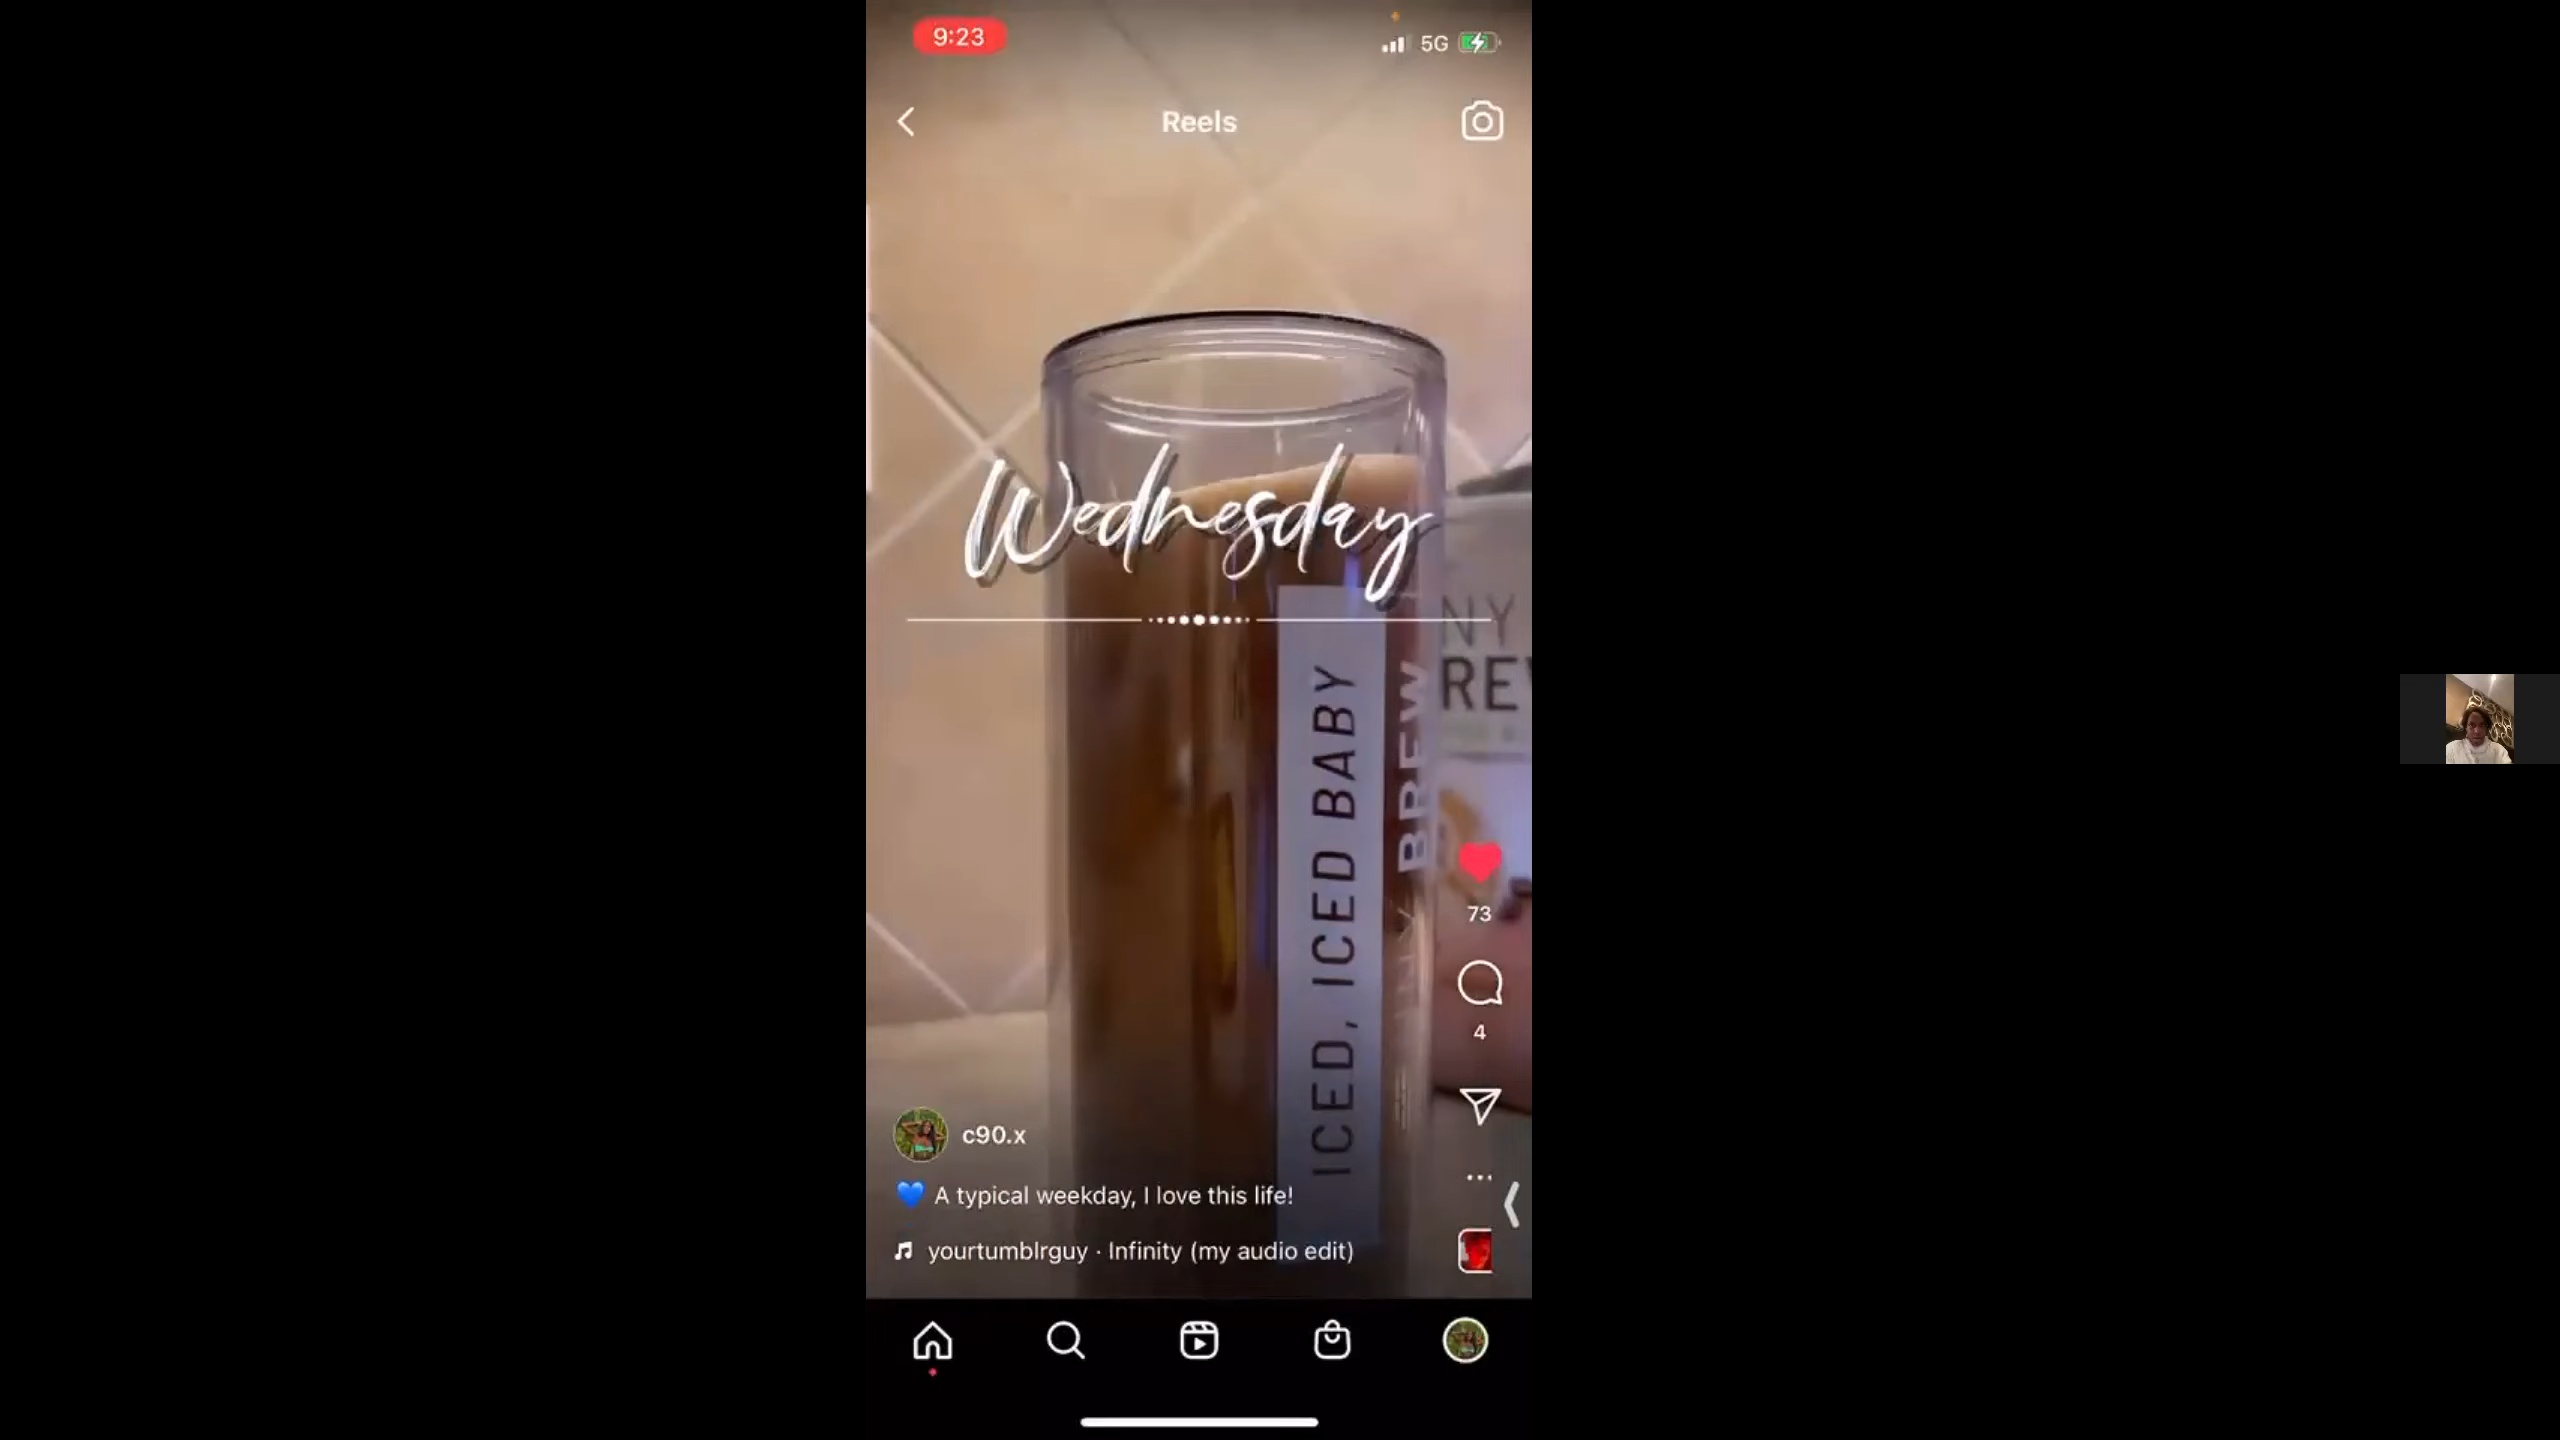 9:23
5G
Reels
Wednesday
NY
BREW
ICED, ICED BABY
73
4
c90.x
💙 A typical weekday, I love this life!
yourtumblrguy · Infinity (my audio edit)